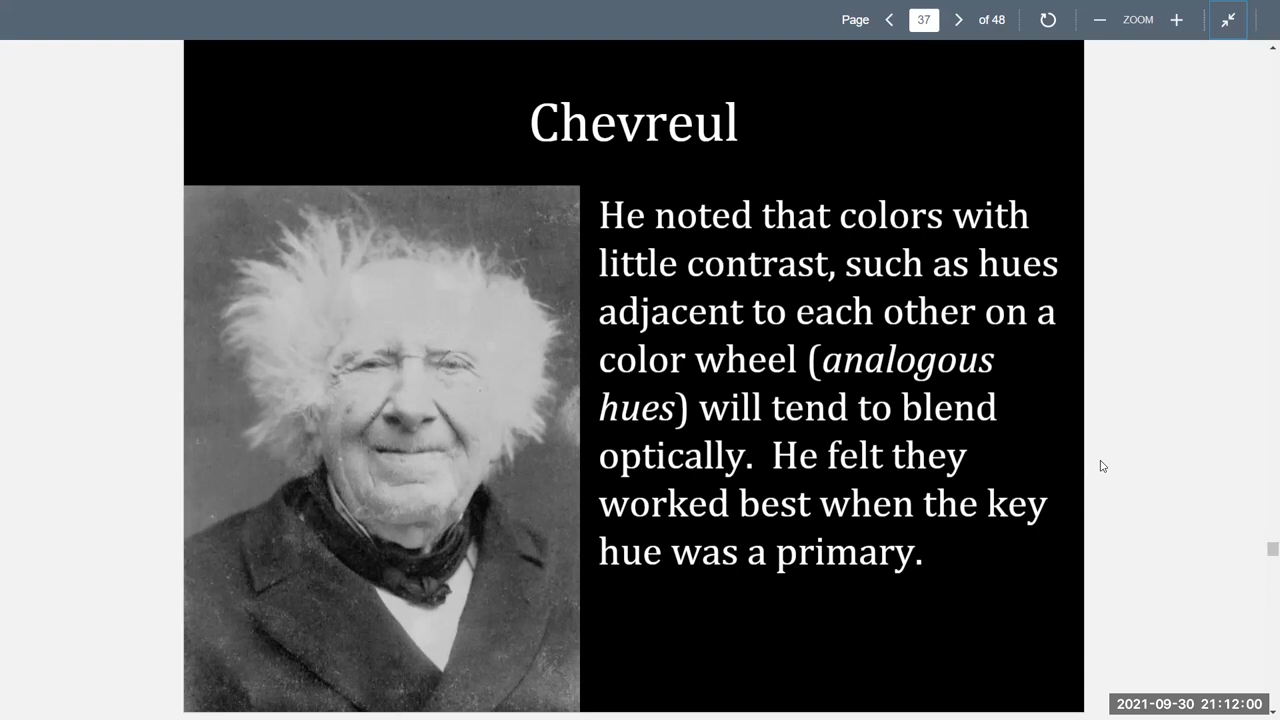 Page 37 of 48 ZOOM
Chevreul
He noted that colors with
little contrast, such as hues
adjacent to each other on a
color wheel (analogous
hues) will tend to blend
optically.  He felt they
worked best when the key
hue was a primary.
2021-09-30 21:12:00